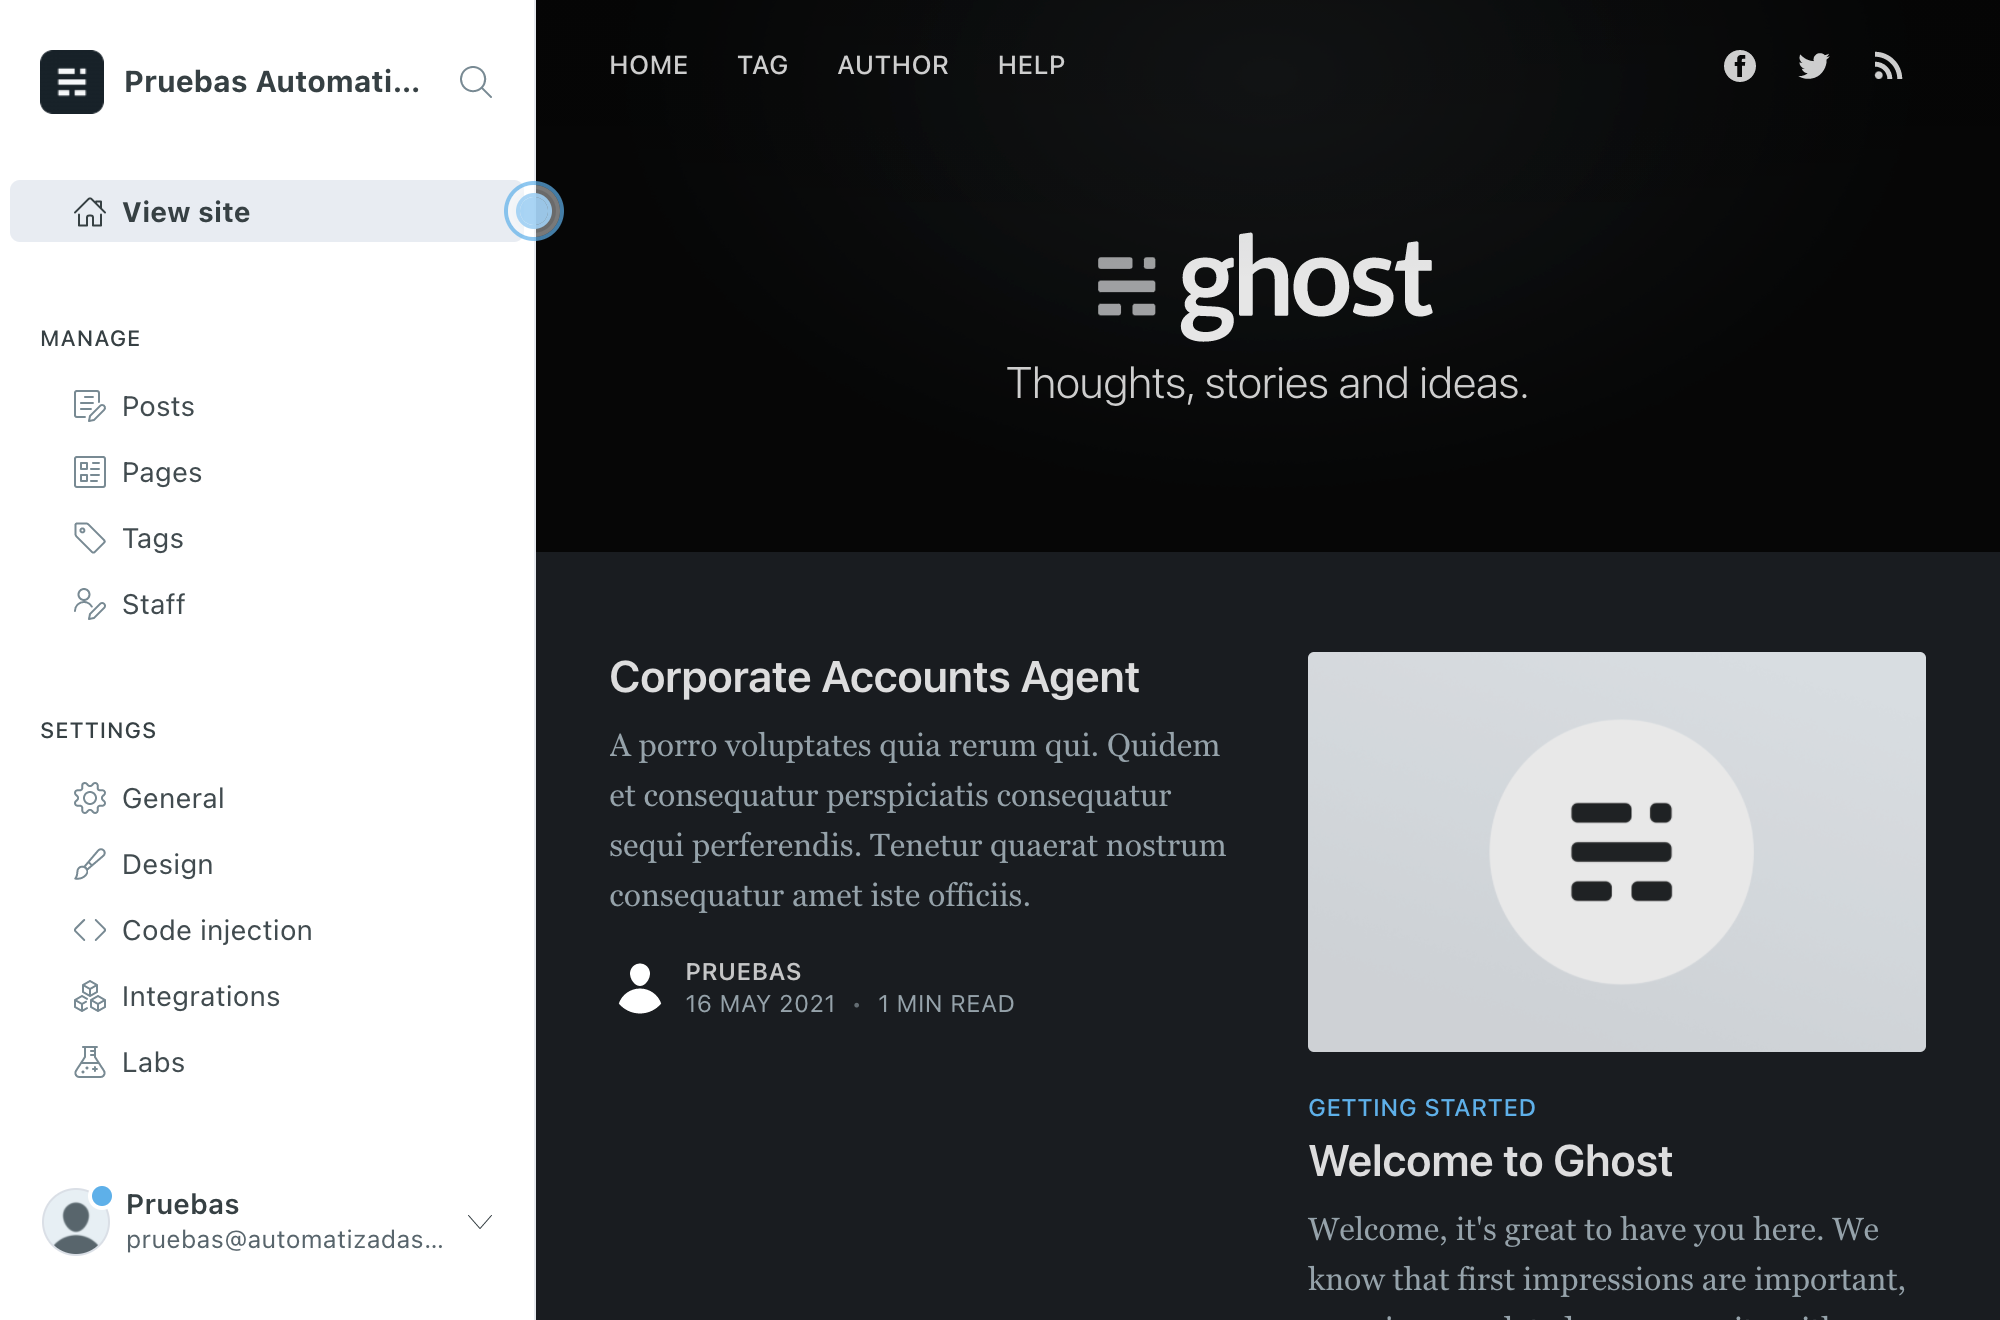 Pruebas Automati...
View site
MANAGE
Posts
Pages
Tags
Staff
SETTINGS
General
Design
Code injection
Integrations
Labs
Pruebas
pruebas@automatizadas...
HOME TAG AUTHOR HELP
ghost
Thoughts, stories and ideas.
Corporate Accounts Agent
A porro voluptates quia rerum qui. Quidem
et consequatur perspiciatis consequatur
sequi perferendis. Tenetur quaerat nostrum
consequatur amet iste officiis.
PRUEBAS
16 MAY 2021 • 1 MIN READ
GETTING STARTED
Welcome to Ghost
Welcome, it's great to have you here. We
know that first impressions are important,